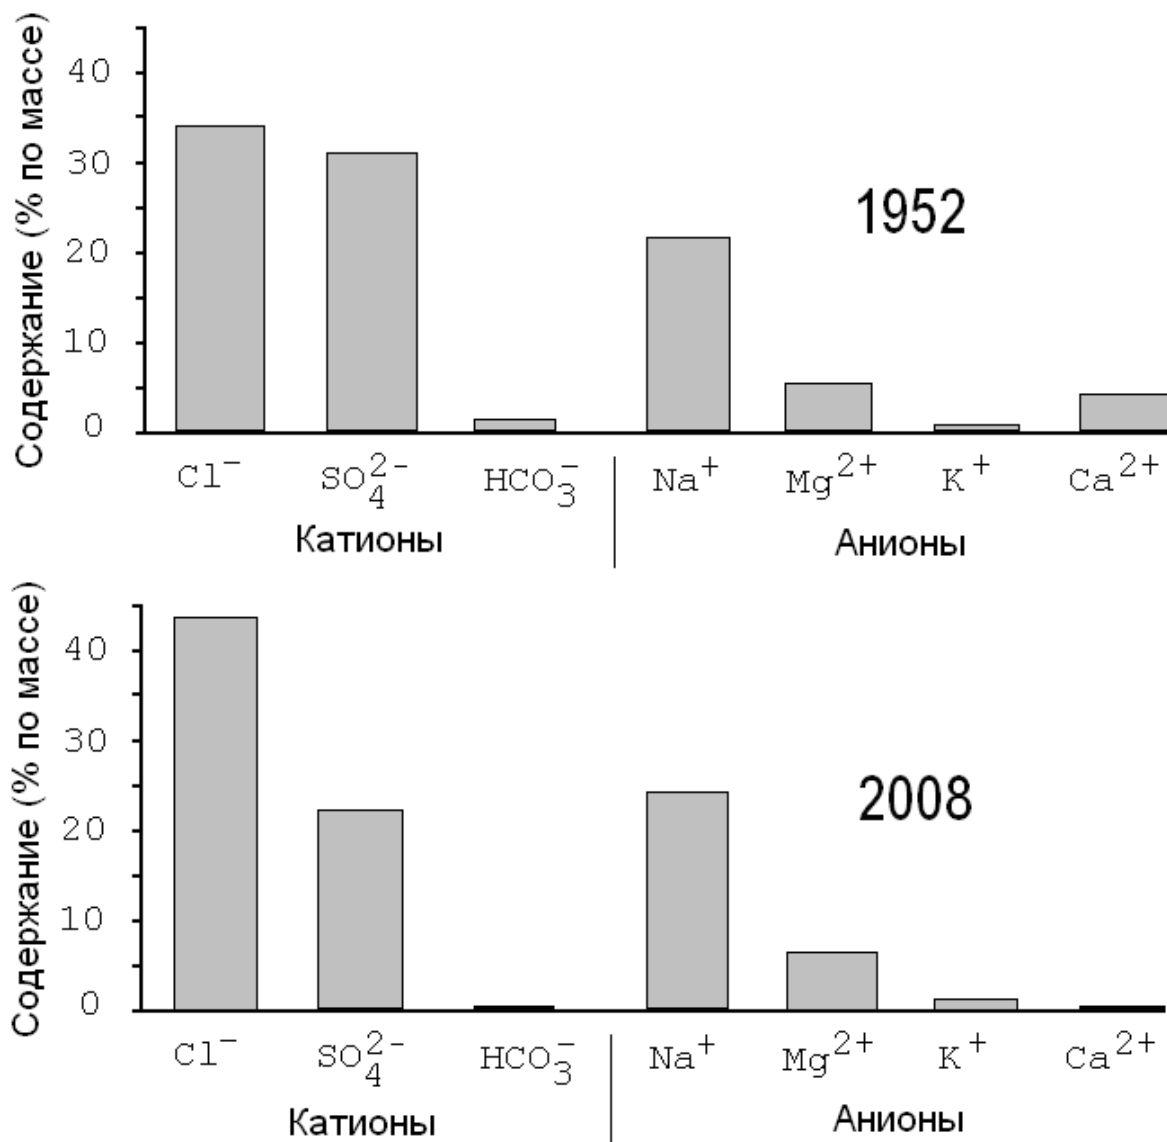 Содержание (% по массе)
40
30
20
10
0
1952
Cl⁻ SO₄²⁻ HCO₃⁻ Na⁺ Mg²⁺ K⁺ Ca²⁺
Катионы Анионы
Содержание (% по массе)
40
30
20
10
0
2008
Cl⁻ SO₄²⁻ HCO₃⁻ Na⁺ Mg²⁺ K⁺ Ca²⁺
Катионы Анионы